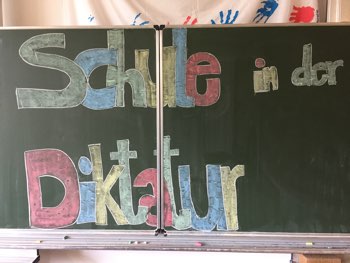 Schule in der
Diktatur